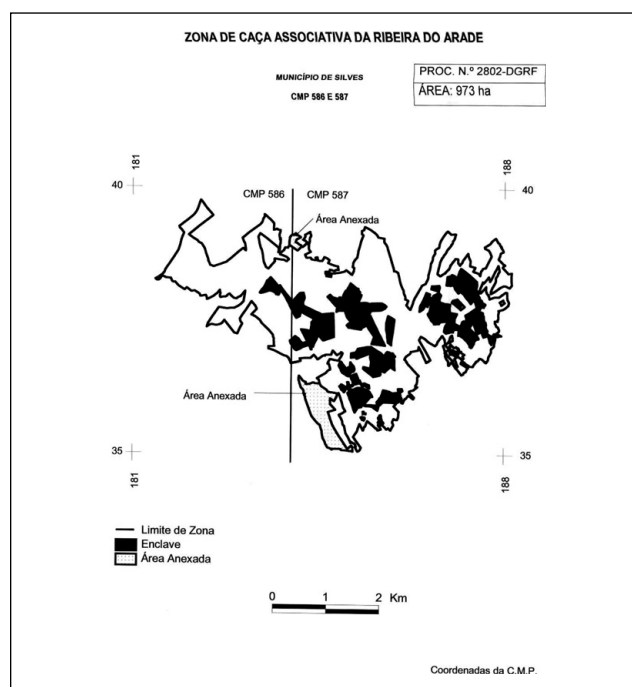 ZONA DE CAÇA ASSOCIATIVA DA RIBEIRA DO ARADE
MUNICÍPIO DE SILVES
CMP 586 E 587
PROC. N.º 2802-DGRF
ÁREA: 973 ha
181
188
40
40
CMP 586
CMP 587
Área Anexada
Área Anexada
35
35
181
188
Limite de Zona
Enclave
Área Anexada
0 1 2 Km
Coordenadas da C.M.P.